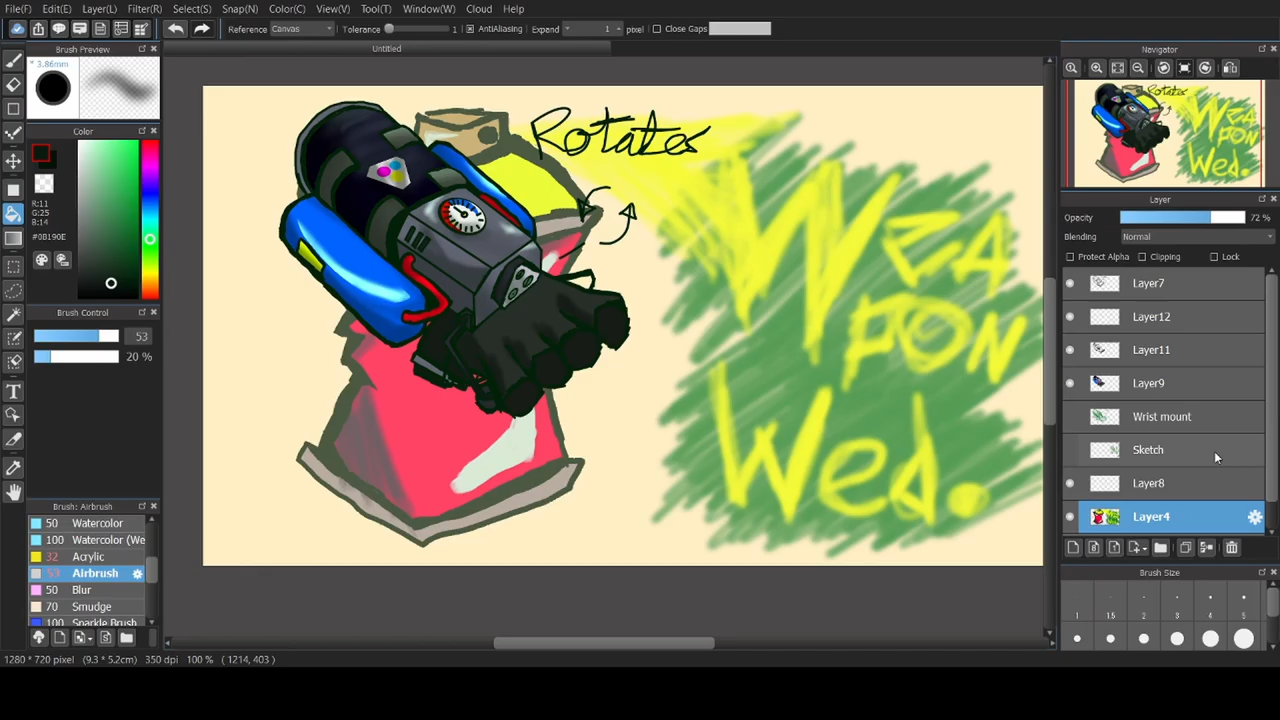 File(F) Edit(E) Layer(L) Filter(R) Select(S) Snap(N) Color(C) View(V) Tool(T) Window(W) Cloud Help
Reference Canvas Tolerance 1 AntiAliasing Expand 1 pixel Close Gaps
Brush Preview
* 3.86mm
Color
R:11
G:25
B:14
#0B190E
Brush Control
53
20 %
Brush: Airbrush
50 Watercolor
100 Watercolor (We
32 Acrylic
53 Airbrush
50 Blur
70 Smudge
100 Sparkle Brush
Untitled
Rotates
WEAPON
Wed.
Navigator
Rotates
WEA
PON
Wed.
Layer
Opacity 72 %
Blending Normal
Protect Alpha Clipping Lock
Layer7
Layer12
Layer11
Layer9
Wrist mount
Sketch
Layer8
Layer4
Brush Size
1 1.5 2 3 4 5
1280 * 720 pixel (9.3 * 5.2cm) 350 dpi 100 % ( 1214, 403 )